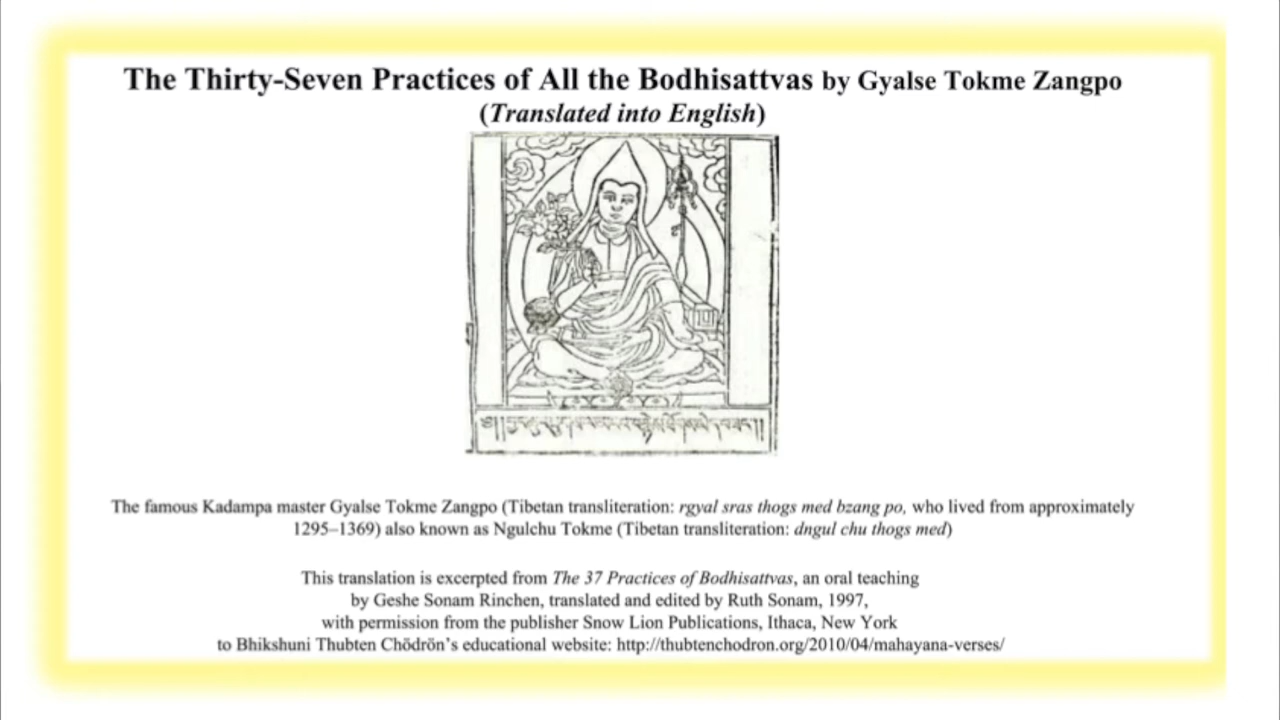 The Thirty-Seven Practices of All the Bodhisattvas by Gyalse Tokme Zangpo
(Translated into English)
The famous Kadampa master Gyalse Tokme Zangpo (Tibetan transliteration: rgyal sras thogs med bzang po, who lived from approximately
1295–1369) also known as Ngulchu Tokme (Tibetan transliteration: dngul chu thogs med)
This translation is excerpted from The 37 Practices of Bodhisattvas, an oral teaching
by Geshe Sonam Rinchen, translated and edited by Ruth Sonam, 1997,
with permission from the publisher Snow Lion Publications, Ithaca, New York
to Bhikshuni Thubten Chödrön's educational website: http://thubtenchodron.org/2010/04/mahayana-verses/